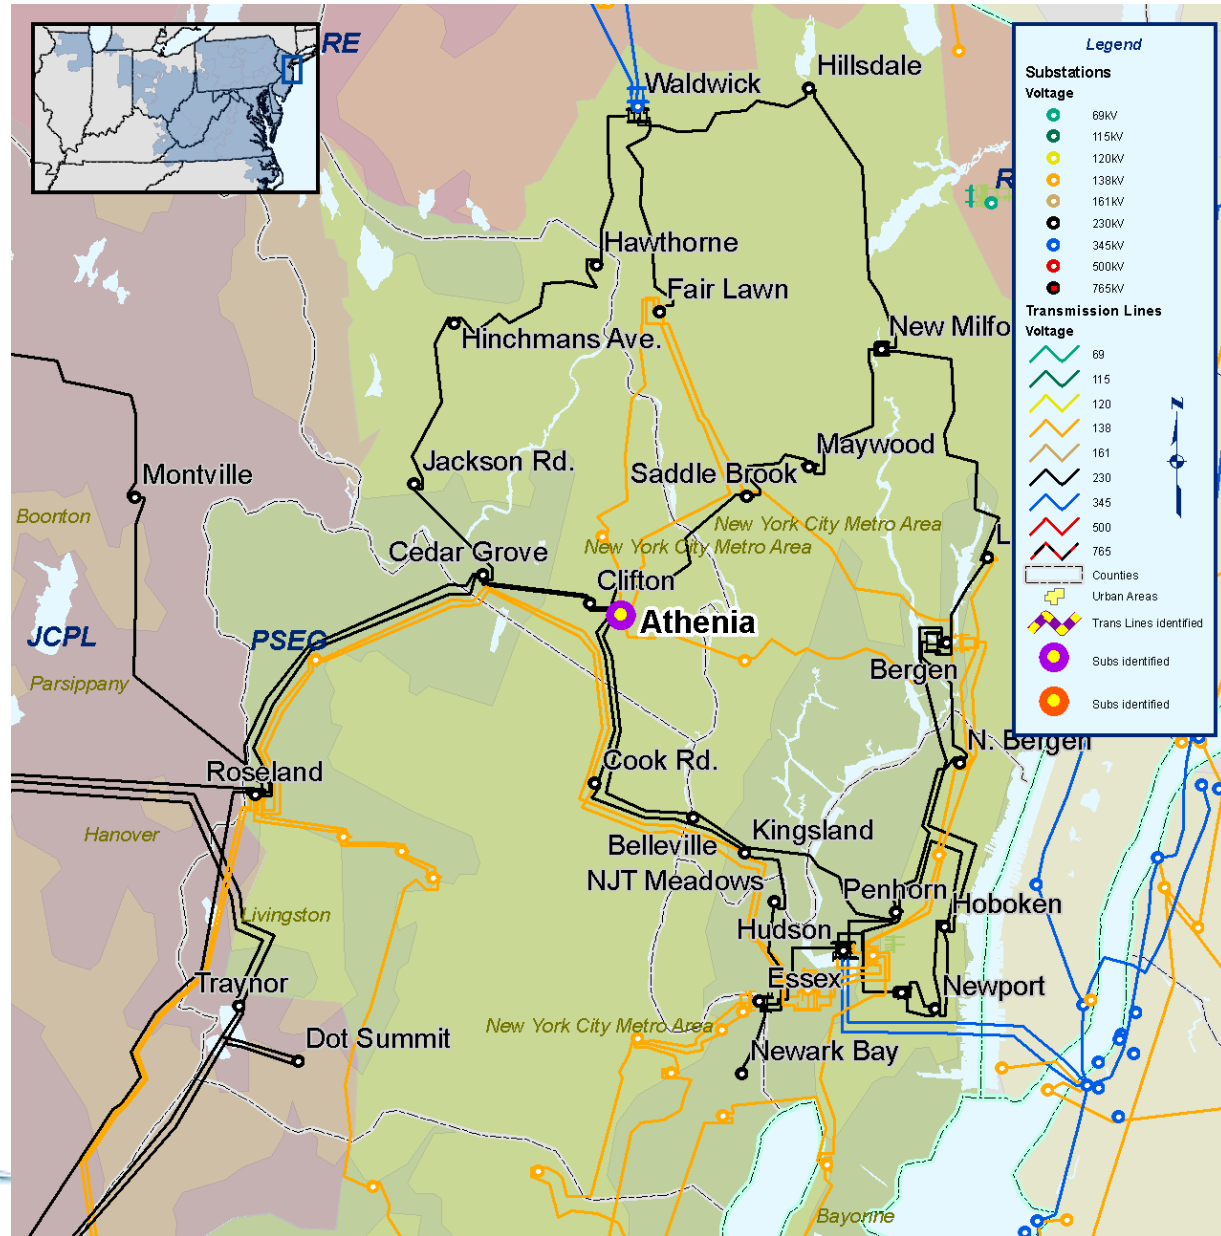 RE
Waldwick
Hillsdale
Hawthorne
Fair Lawn
Hinchmans Ave.
New Milfo
Montville
Jackson Rd.
Maywood
Saddle Brook
Boonton
New York City Metro Area
New York City Metro Area
L
Cedar Grove
Clifton
Athenia
JCPL
PSEG
Parsippany
Bergen
N. Bergen
Roseland
Cook Rd.
Hanover
Kingsland
Belleville
NJT Meadows
Penhorn
Hoboken
Livingston
Hudson
Traynor
Essex
Newport
New York City Metro Area
Dot Summit
Newark Bay
Bayonne
R
Legend
Substations
Voltage
69kV
115kV
120kV
138kV
161kV
230kV
345kV
500kV
765kV
Transmission Lines
Voltage
69
115
120
138
161
230
345
500
765
N
Counties
Urban Areas
Trans Lines identified
Subs identified
Subs identified